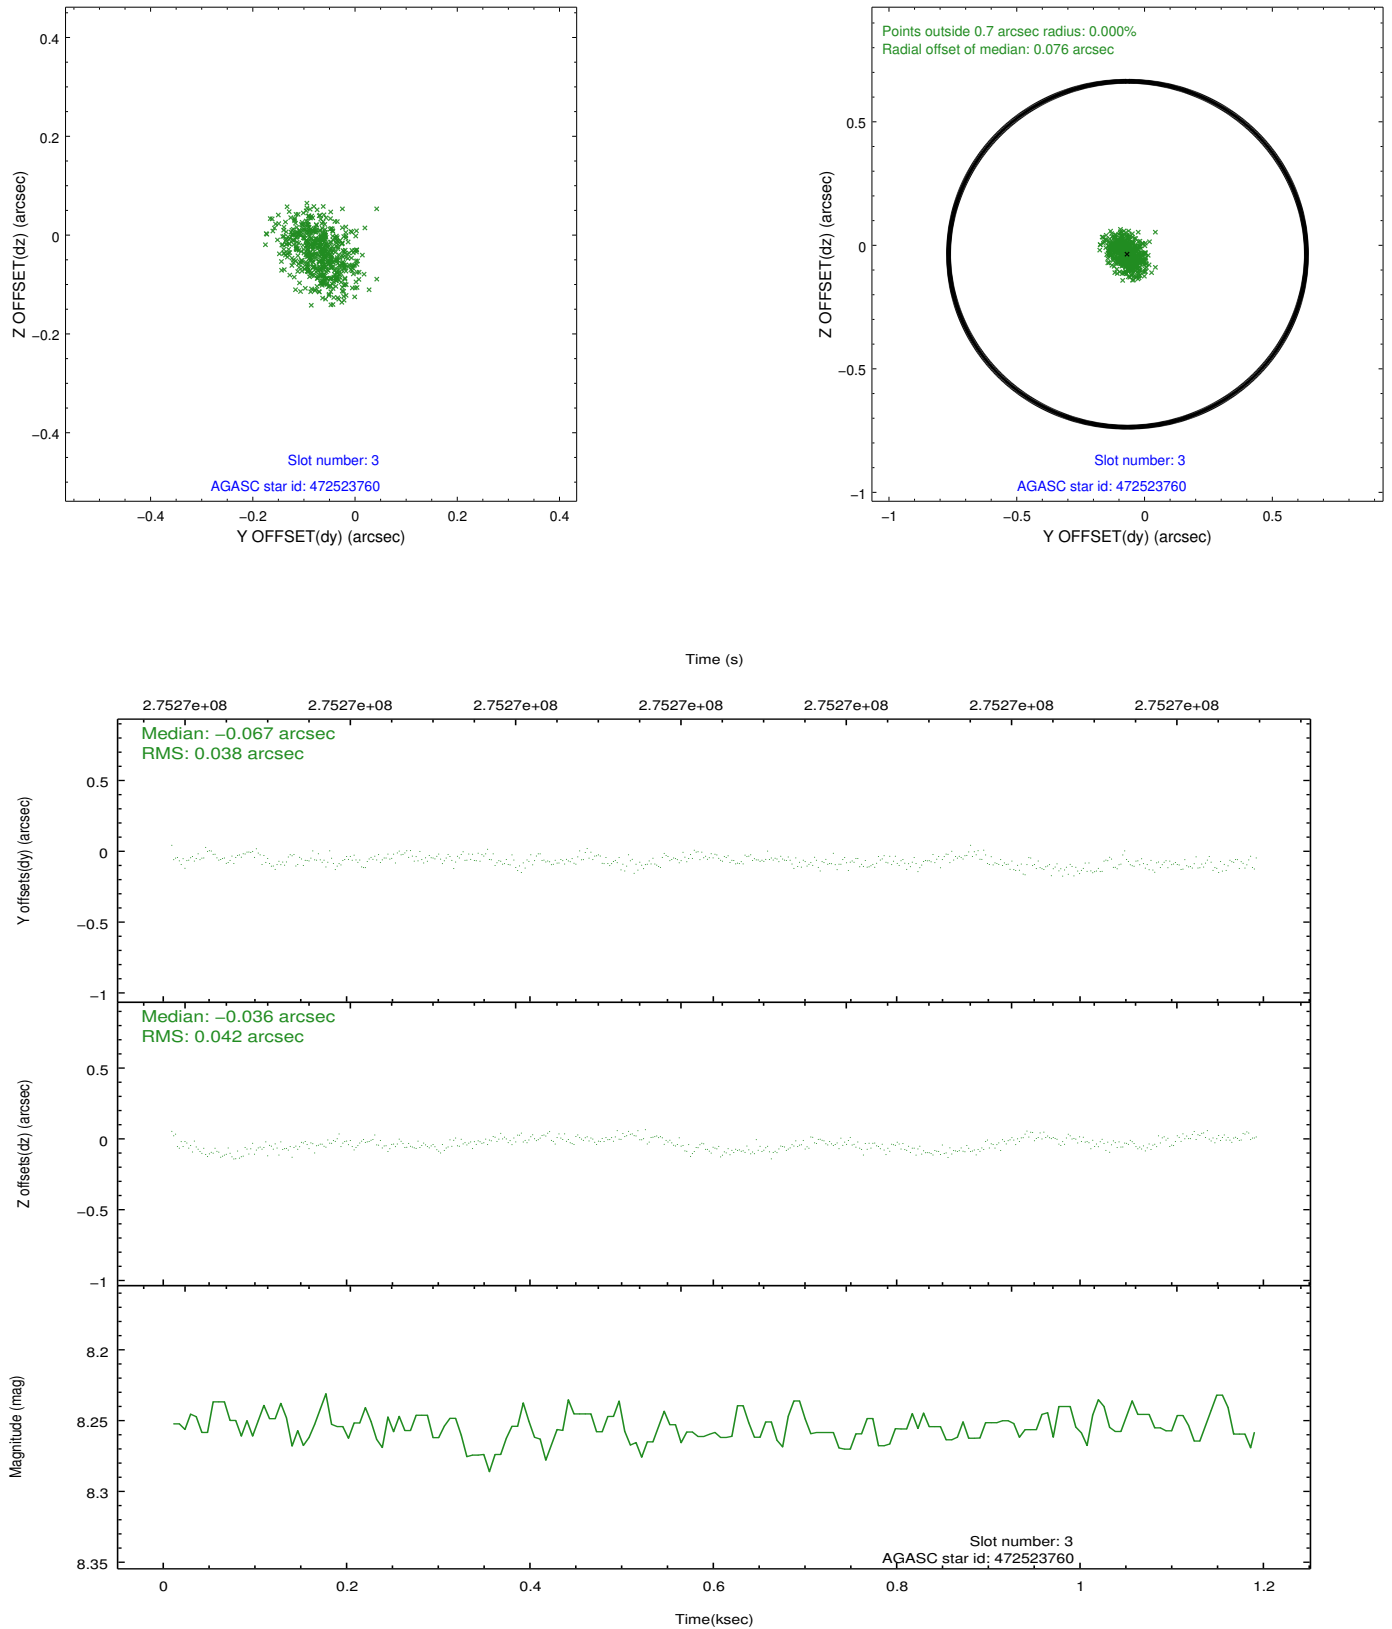 0.4
0.2
0
−0.2
−0.4
Z OFFSET(dz) (arcsec)
Slot number: 3
AGASC star id: 472523760
−0.4 −0.2 0 0.2 0.4
Y OFFSET(dy) (arcsec)
Points outside 0.7 arcsec radius: 0.000%
Radial offset of median: 0.076 arcsec
0.5
0
−0.5
−1
Z OFFSET(dz) (arcsec)
Slot number: 3
AGASC star id: 472523760
−1 −0.5 0 0.5
Y OFFSET(dy) (arcsec)
Time (s)
2.7527e+08 2.7527e+08 2.7527e+08 2.7527e+08 2.7527e+08 2.7527e+08 2.7527e+08
Median: −0.067 arcsec
RMS: 0.038 arcsec
0.5
0
−0.5
−1
Y offsets(dy) (arcsec)
Median: −0.036 arcsec
RMS: 0.042 arcsec
0.5
0
−0.5
−1
Z offsets(dz) (arcsec)
8.2
8.25
8.3
8.35
Magnitude (mag)
Slot number: 3
AGASC star id: 472523760
0 0.2 0.4 0.6 0.8 1 1.2
Time(ksec)